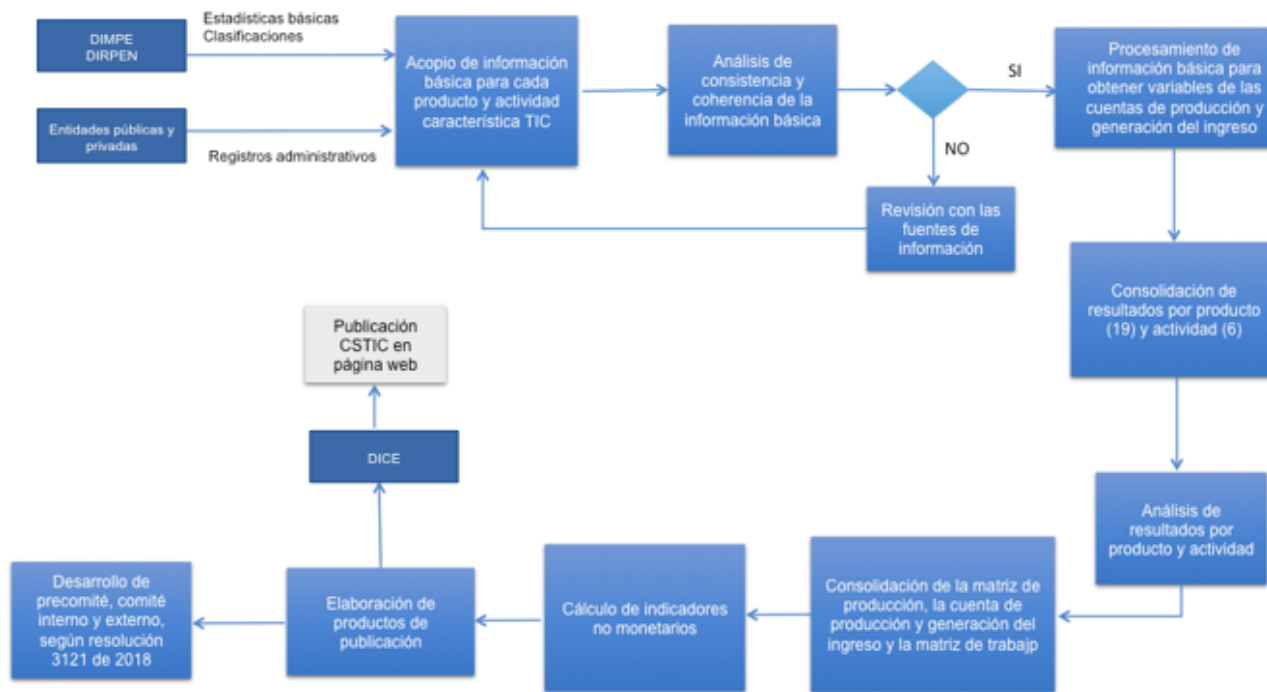 Estadísticas básicas
Clasificaciones
DIMPE
DIRPEN
Entidades públicas y
privadas
Registros administrativos
Acopio de información
básica para cada
producto y actividad
característica TIC
Análisis de
consistencia y
coherencia de la
información básica
SI
NO
Procesamiento de
información básica para
obtener variables de las
cuentas de producción y
generación del ingreso
Revisión con las
fuentes de
información
Consolidación de
resultados por producto
(19) y actividad (6)
Análisis de
resultados por
producto y actividad
Consolidación de la matriz de
producción, la cuenta de
producción y generación del
ingreso y la matriz de trabajp
Cálculo de indicadores
no monetarios
Elaboración de
productos de
publicación
DICE
Publicación
CSTIC en
página web
Desarrollo de
precomité, comité
interno y externo,
según resolución
3121 de 2018